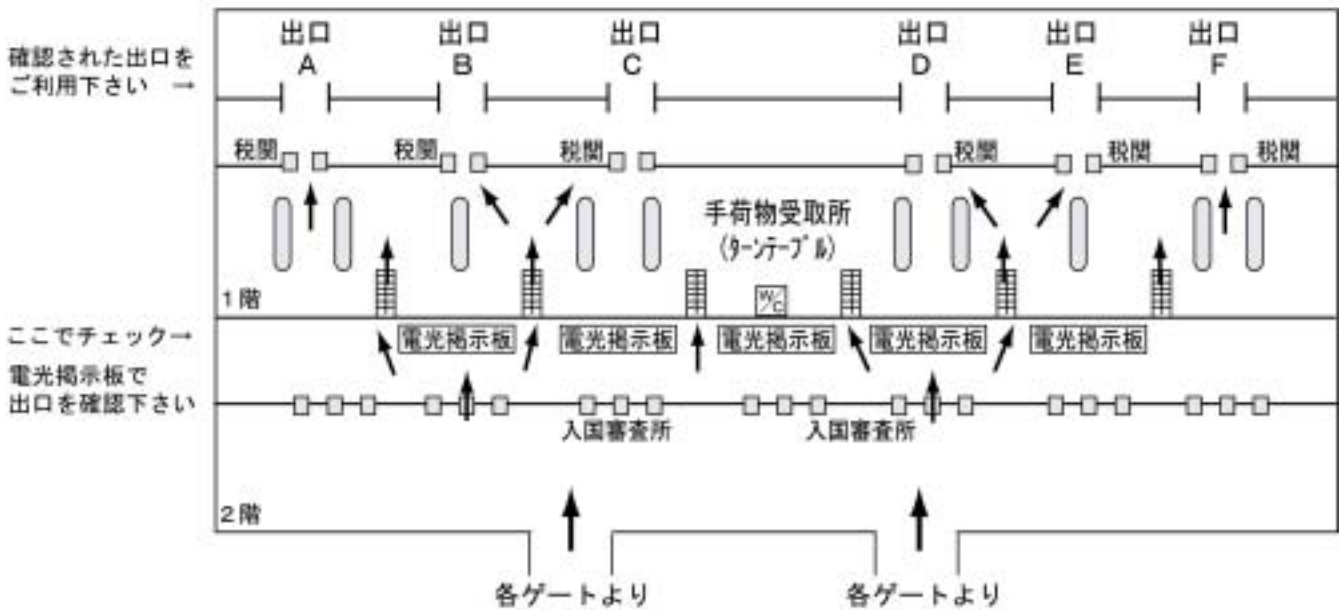 出口 出口 出口 出口 出口 出口
A B C D E F
確認された出口を
ご利用下さい →
税関 税関 税関 税関 税関 税関
手荷物受取所
(ターンテーブル)
W/C
1階
ここでチェック→
電光掲示板 電光掲示板 電光掲示板 電光掲示板 電光掲示板
電光掲示板で
出口を確認下さい
入国審査所 入国審査所
2階
各ゲートより 各ゲートより